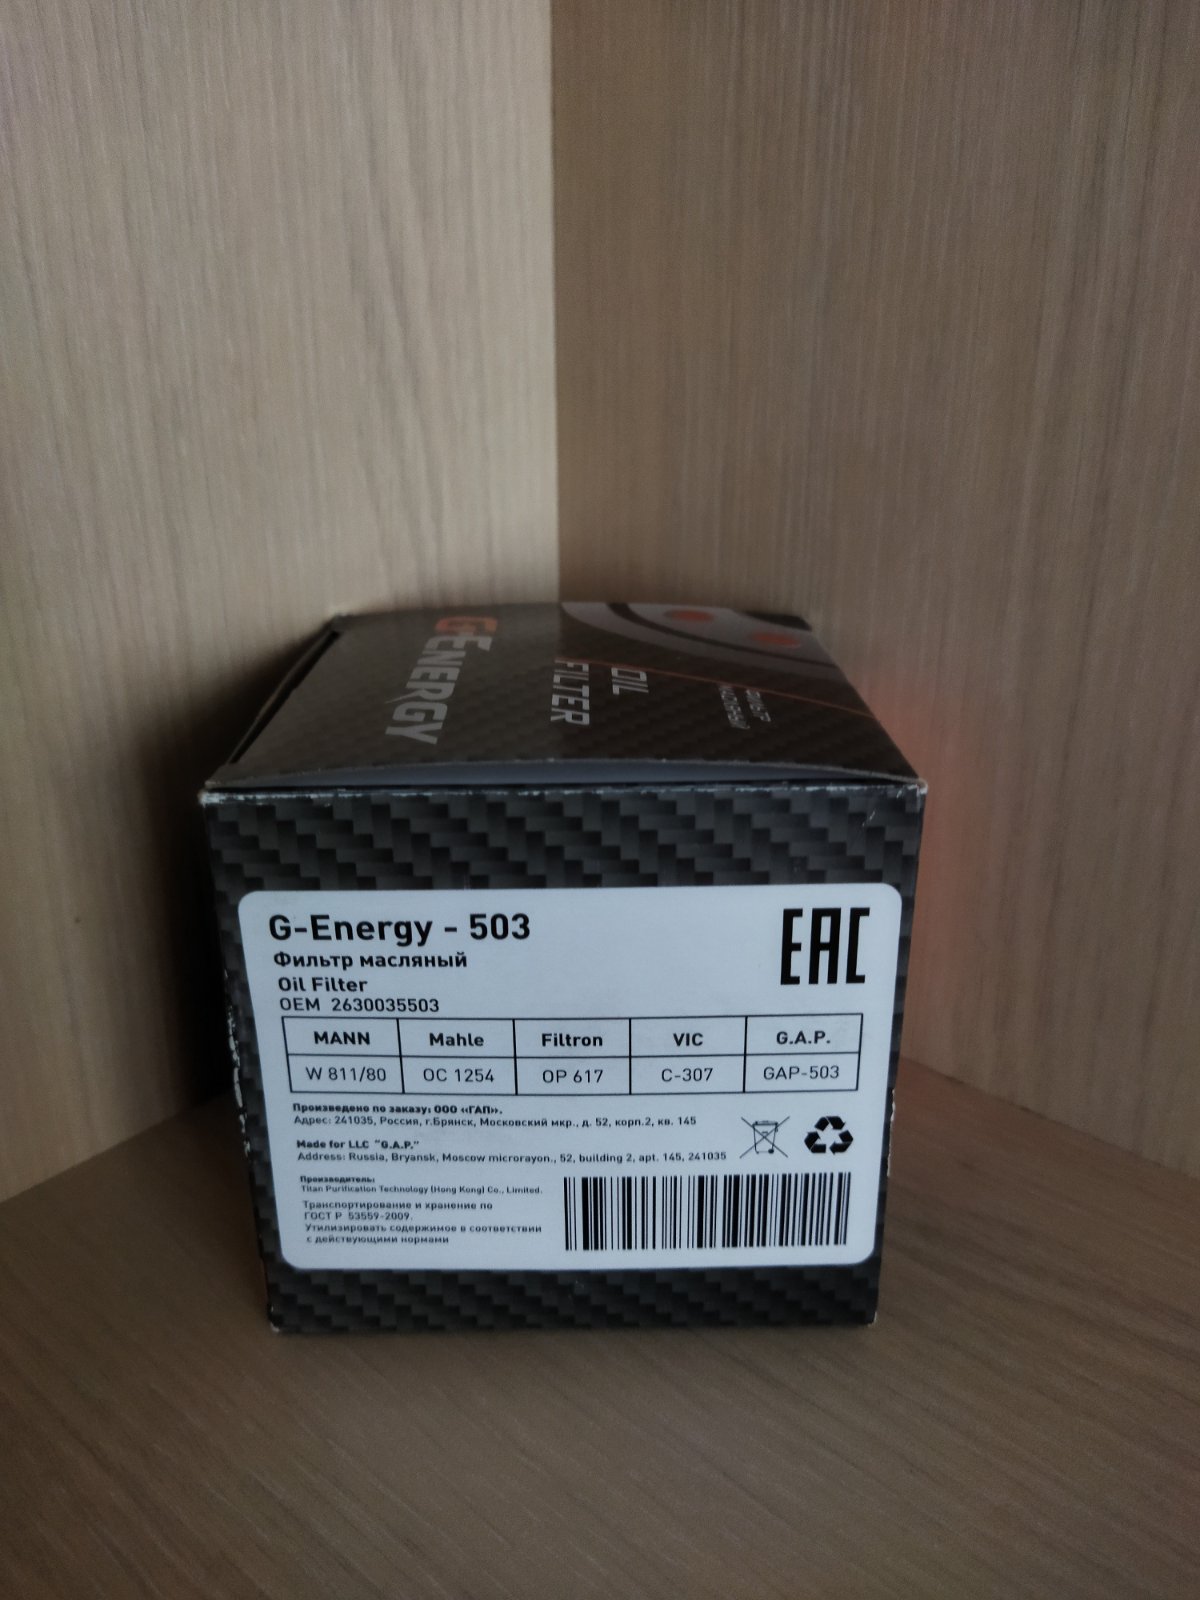 G-ENERGY
OIL
FILTER
ФИЛЬТР
МАСЛЯНЫЙ
G-Energy - 503
Фильтр масляный
Oil Filter
OEM 2630035503
EAC
MANN Mahle Filtron VIC G.A.P.
W 811/80 OC 1254 OP 617 C-307 GAP-503
Произведено по заказу: ООО «ГАП».
Адрес: 241035, Россия, г.Брянск, Московский мкр., д. 52, корп.2, кв. 145
Made for LLC "G.A.P."
Address: Russia, Bryansk, Moscow microrayon., 52, building 2, apt. 145, 241035
Производитель:
Titan Purification Technology (Hong Kong) Co., Limited.
Транспортирование и хранение по
ГОСТ Р 53559-2009.
Утилизировать содержимое в соответствии
с действующими нормами